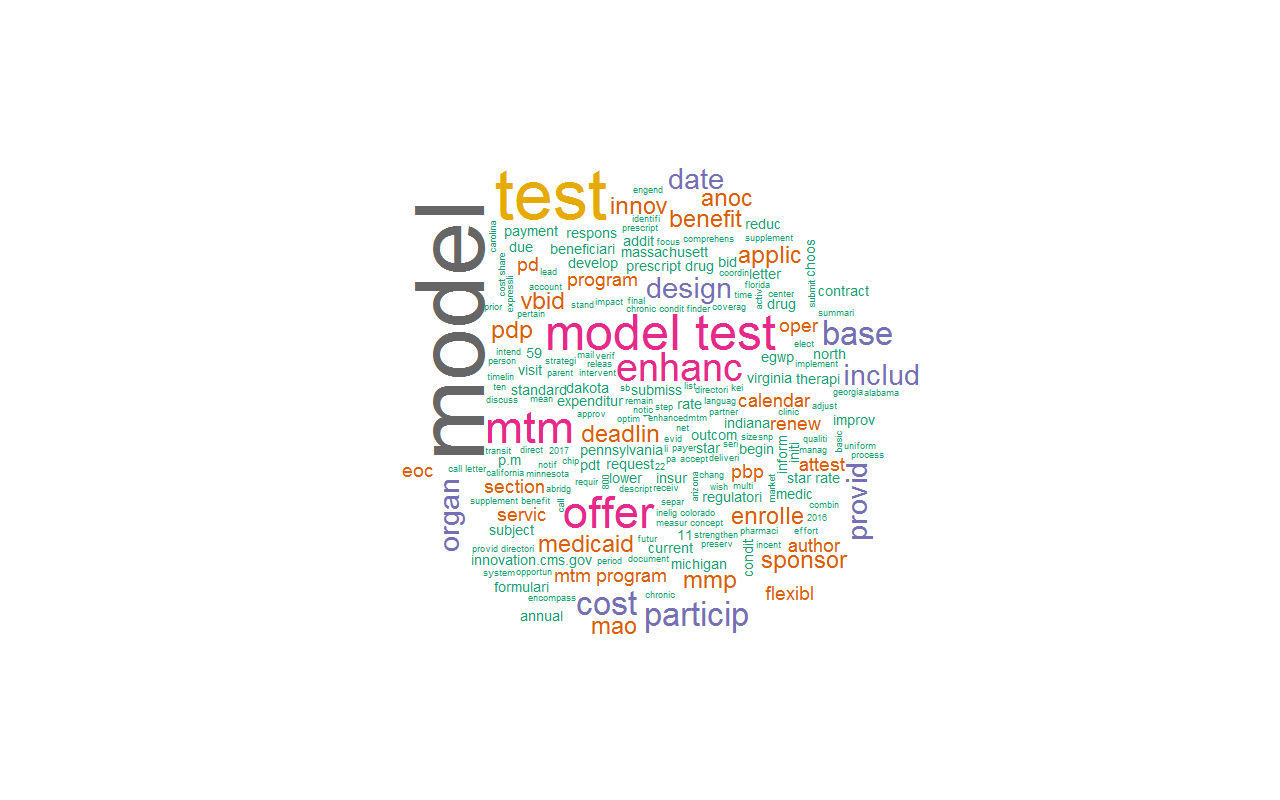 test
date
engend
innov
anoc
model
identifi
benefit
reduc
carolina
payment
respons
prescript
addit
focus
comprehens
supplement
due
beneficiari
massachusett
applic
choos
cost share
pd
lead
develop
prescript drug
bid
coordin
letter
program
account
design
florida
submit
contract
expressli
vbid
stand
impact
final
time
activ
center
drug
prior
pertain
chronic condit finder
coverag
summari
pdp
model test
oper
base
elect
intend
59
mail
verif
egwp
north
person
strategi
releas
enhanc
implement
visit
parent
intervent
virginia
therapi
includ
timelin
ten
standard
dakota
sb
submiss
list
directori
kei
georgia
alabama
discuss
mean
expenditur
remain
step
rate
languag
calendar
adjust
approv
notic
partner
clinic
mtm
optim
enhancedmtm
indiana
renew
improv
deadlin
net
outcom
sizesnp
basic
qualiti
uniform
evid
seri
transit
direct
2017
pennsylvania
li
payer
star
begin
inform
initi
manag
process
eoc
call letter
p.m
notif
chip
pdt
request
22
pa
accept
deliveri
attest
california
minnesota
lower
insur
chang
pbp
star rate
provid
organ
section
abridg
requir
800
descript
receiv
arizona
wish
multi
market
medic
supplement benefit
call
separ
regulatori
combin
servic
offer
inelig
colorado
enrolle
2016
subject
measur
concept
pharmaci
effort
11
strengthen
provid directori
medicaid
futur
current
preserv
condit
incent
author
innovation.cms.gov
period
document
michigan
sponsor
system
opportun
mtm program
mmp
formulari
flexibl
encompass
cost
chronic
particip
annual
mao